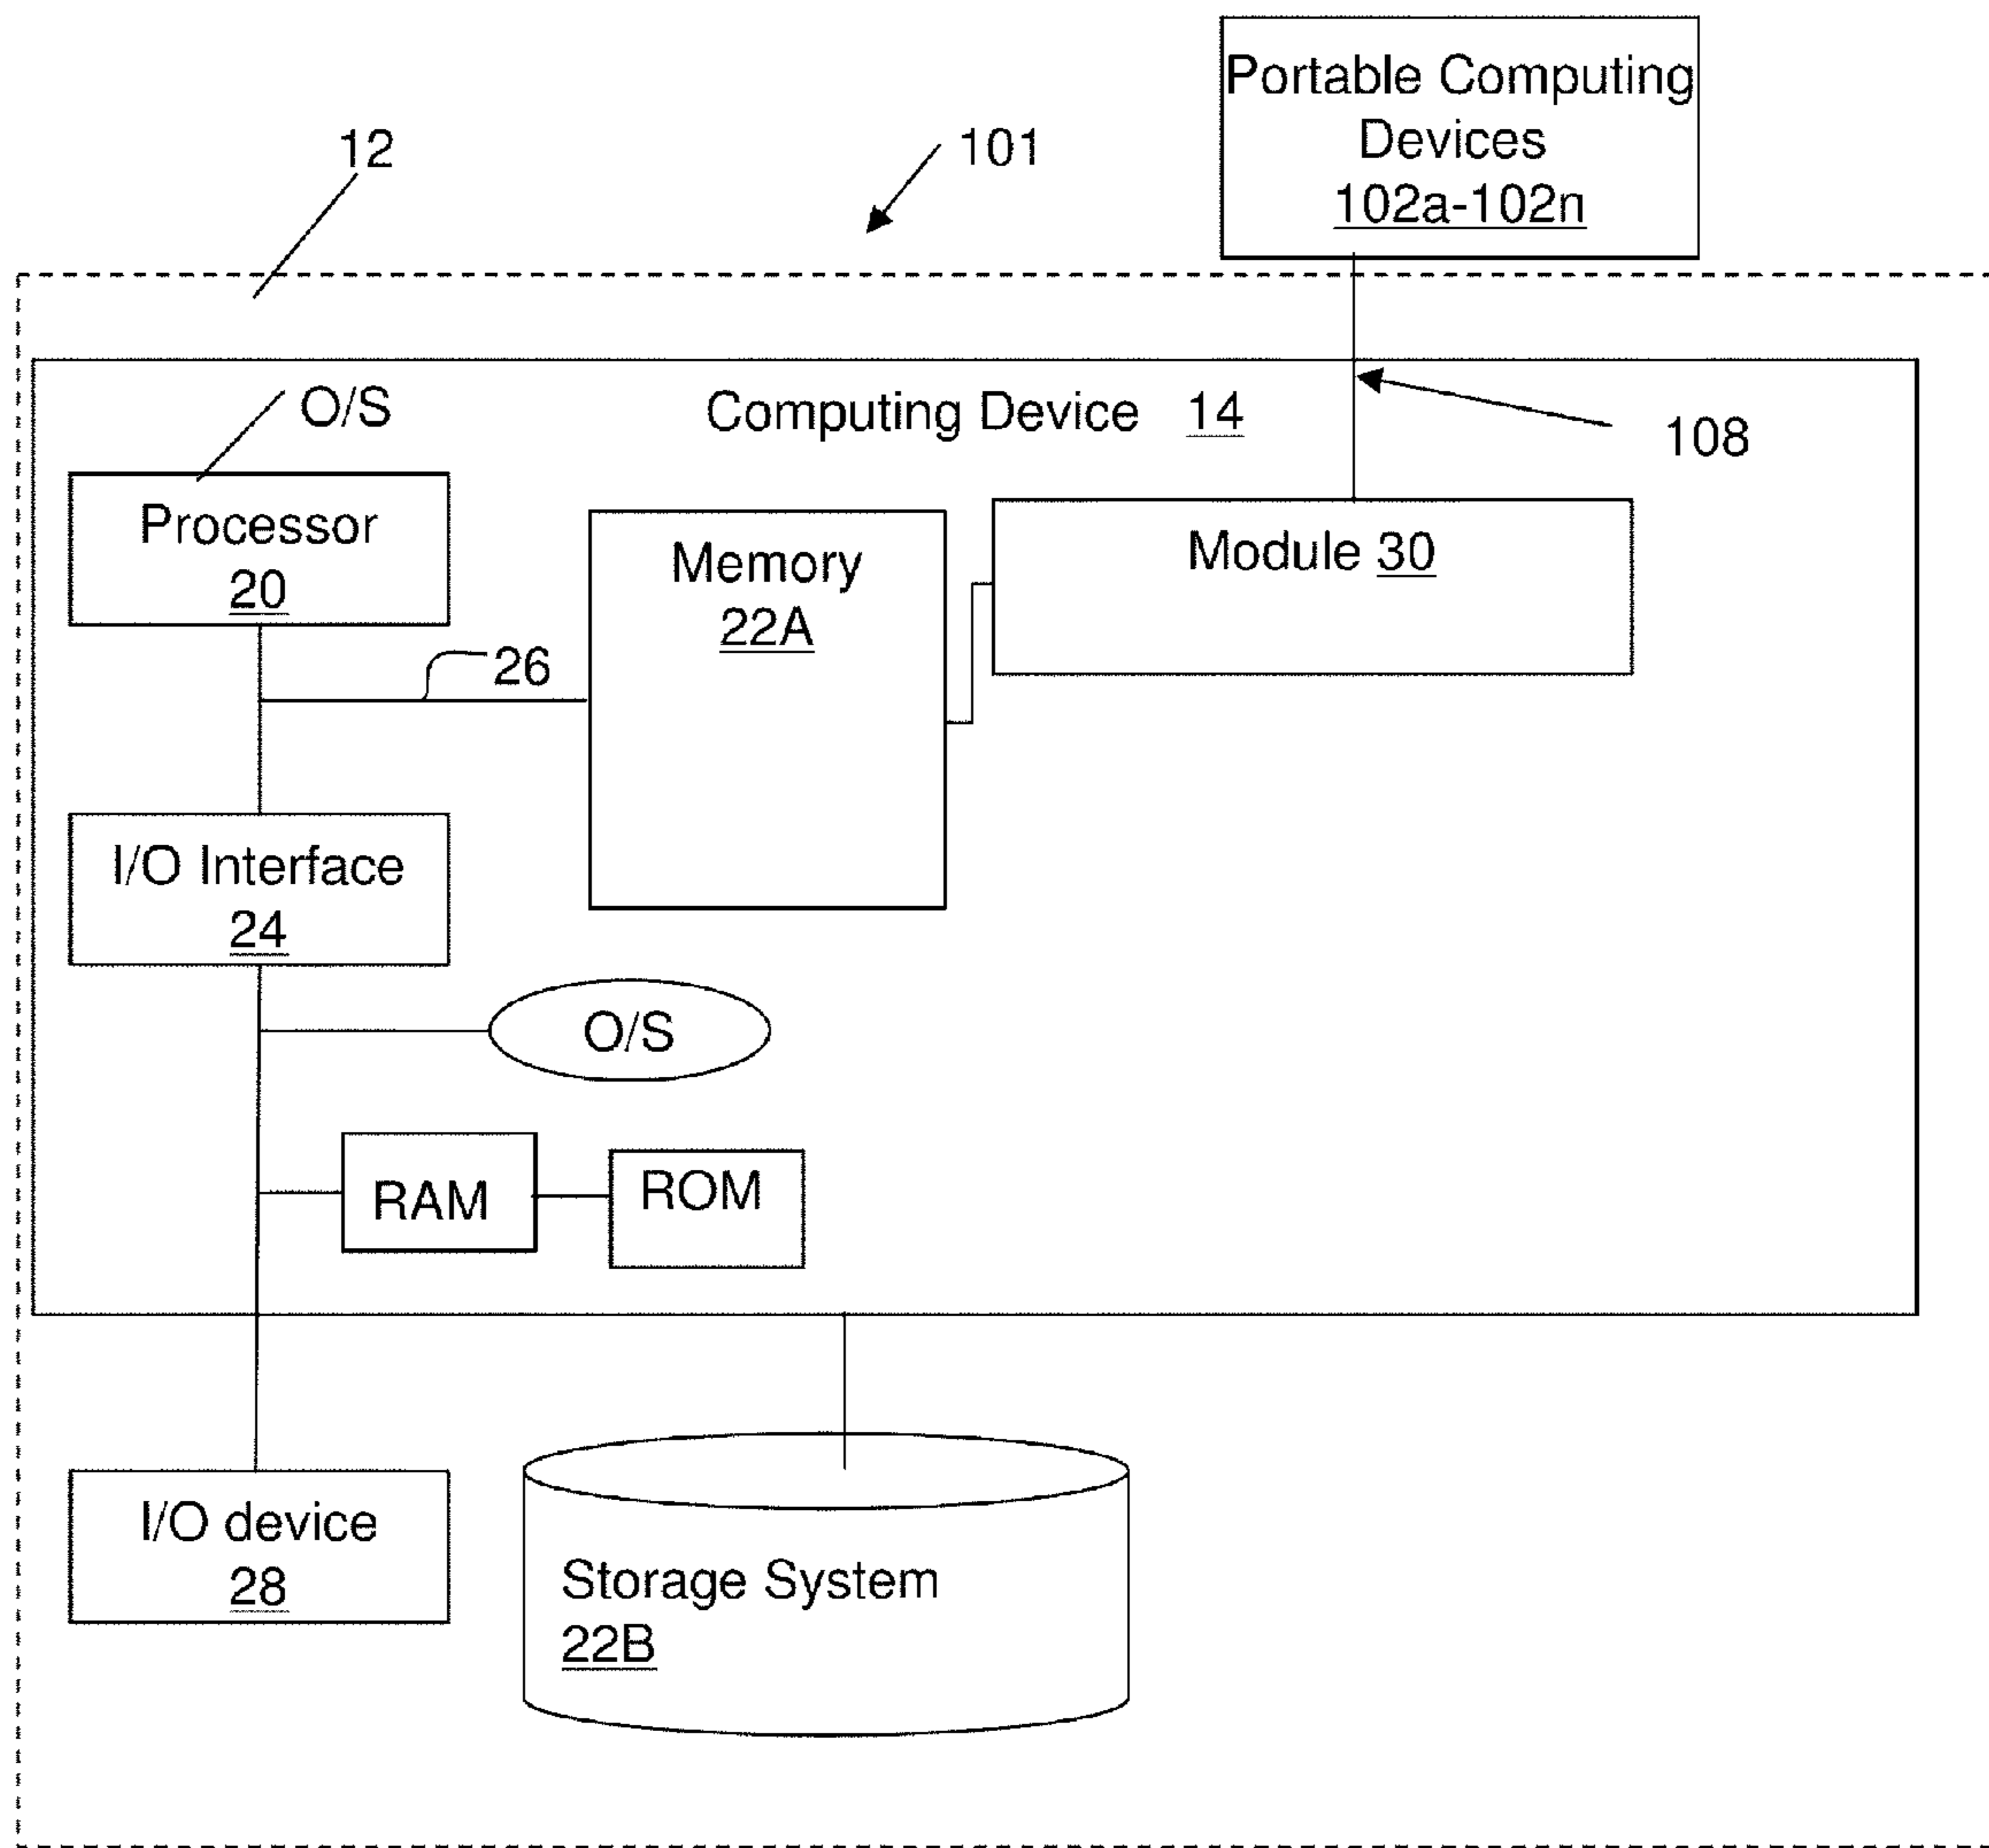 Portable Computing
Devices
102a-102n
12
101
O/S
Computing Device 14
108
Processor
20
Memory
22A
Module 30
26
I/O Interface
24
O/S
RAM
ROM
I/O device
28
Storage System
22B